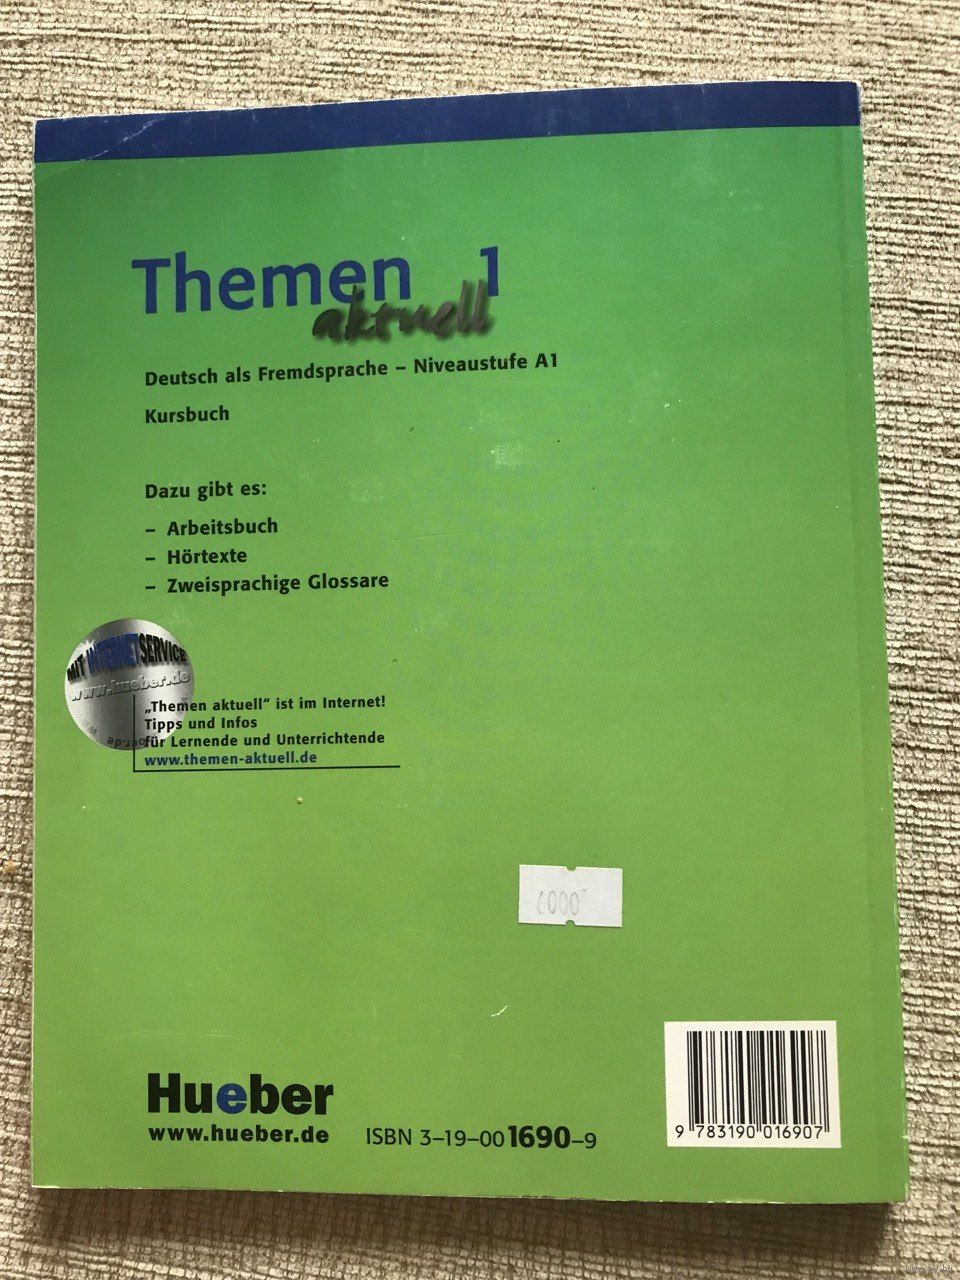 Themen 1
aktuell
Deutsch als Fremdsprache – Niveaustufe A1
Kursbuch
Dazu gibt es:
– Arbeitsbuch
– Hörtexte
– Zweisprachige Glossare
MIT INTERNETSERVICE
www.hueber.de
„Themen aktuell“ ist im Internet!
Tipps und Infos
für Lernende und Unterrichtende
www.themen-aktuell.de
6000
Hueber
www.hueber.de
ISBN 3–19–001690–9
9 783190 016907